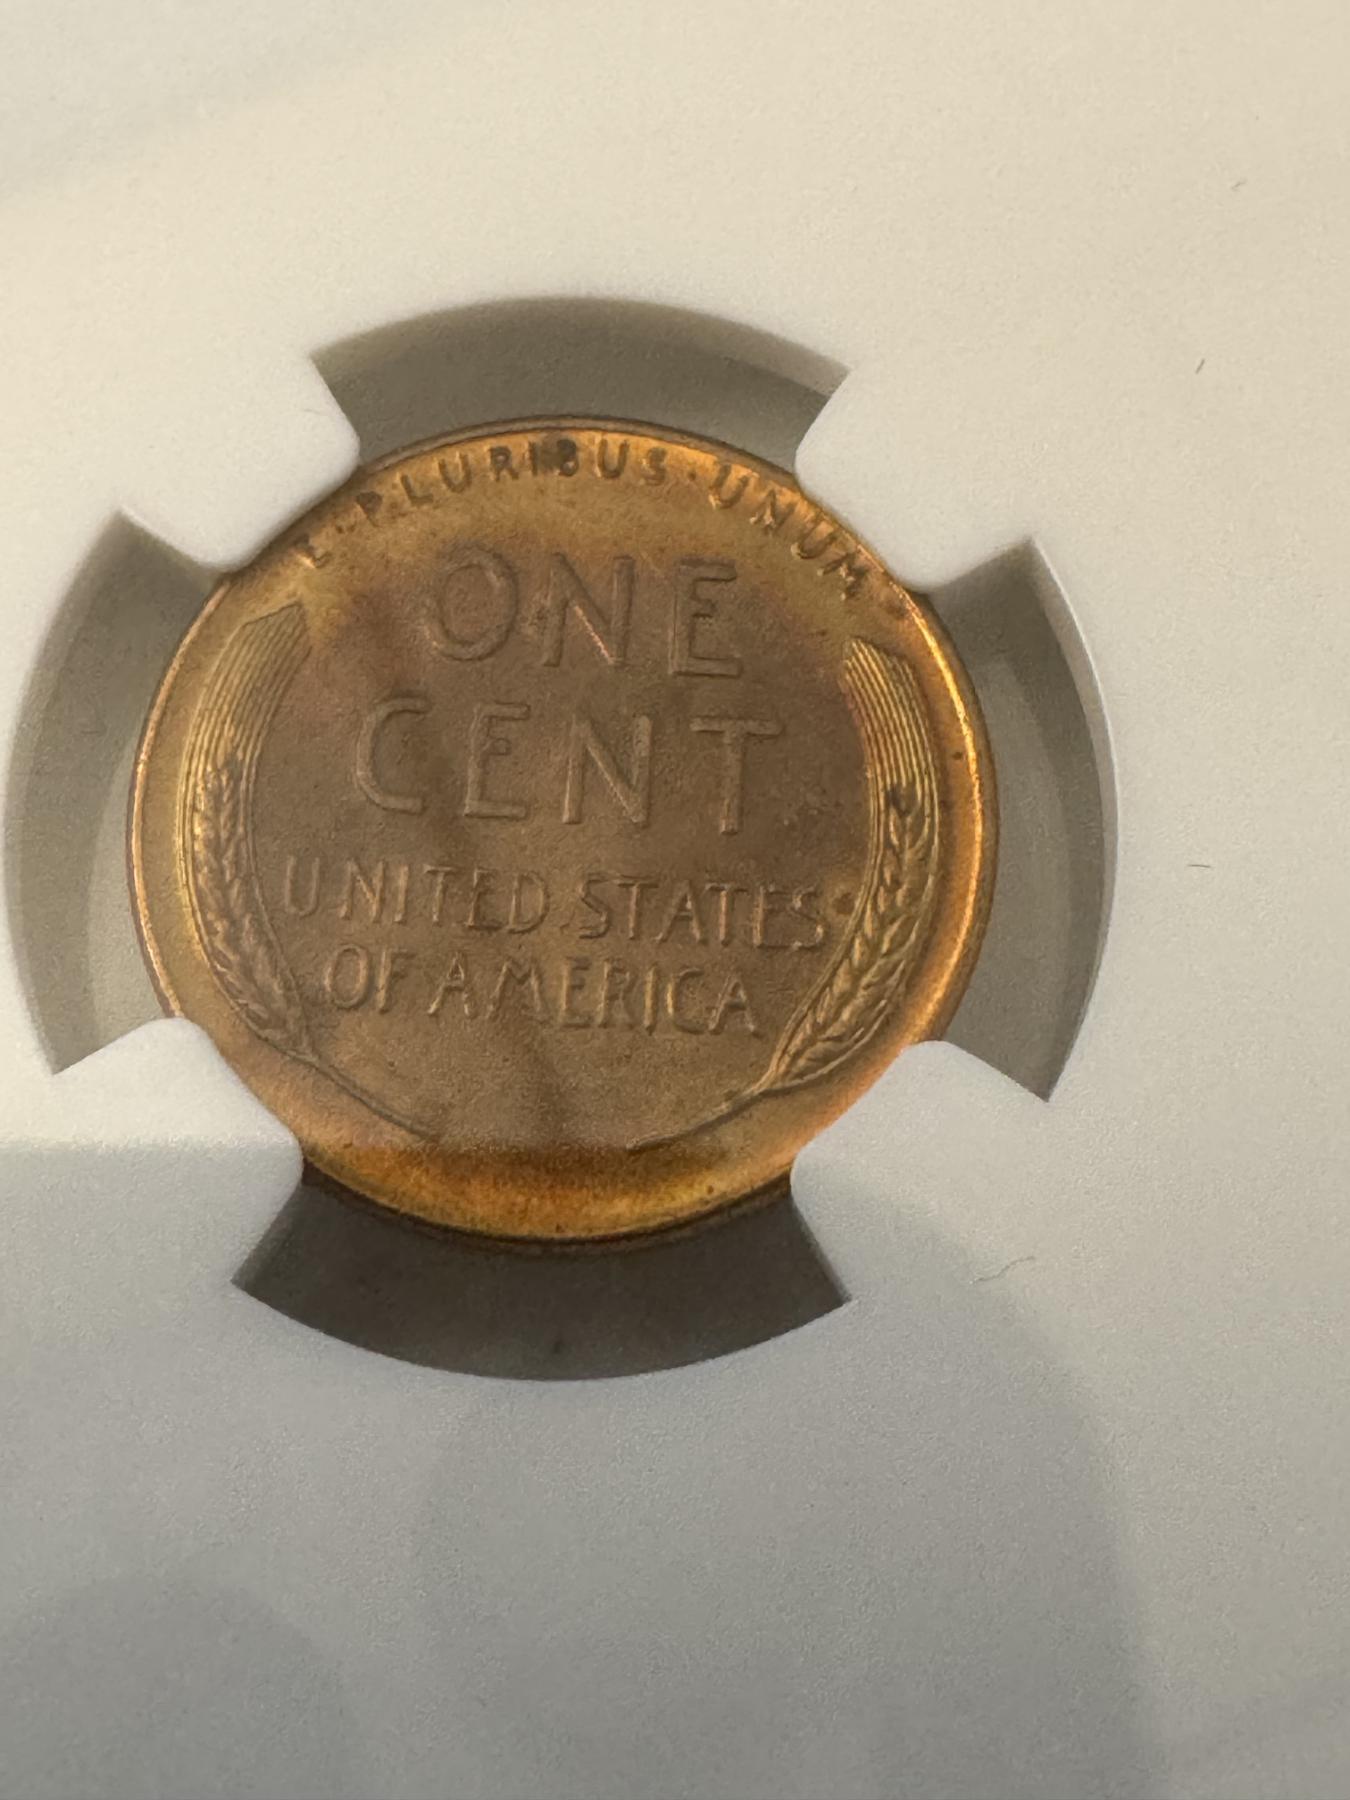 E · PLURIBUS · UNUM
ONE
CENT
UNITED STATES
OF AMERICA